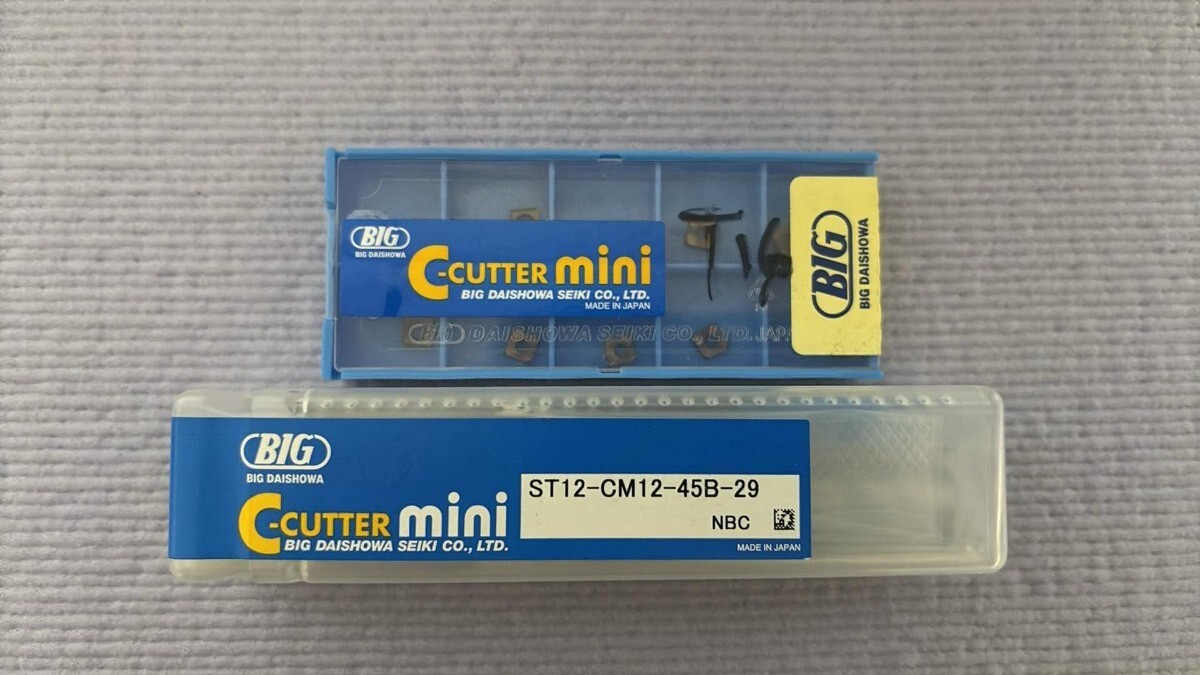 BIG
BIG DAISHOWA
C-CUTTER mini
BIG DAISHOWA SEIKI CO., LTD.
MADE IN JAPAN
T.16
BIG
BIG DAISHOWA
BIG DAISHOWA SEIKI CO., LTD. JAPA
BIG
BIG DAISHOWA
C-CUTTER mini
BIG DAISHOWA SEIKI CO., LTD.
ST12-CM12-45B-29
NBC
MADE IN JAPAN